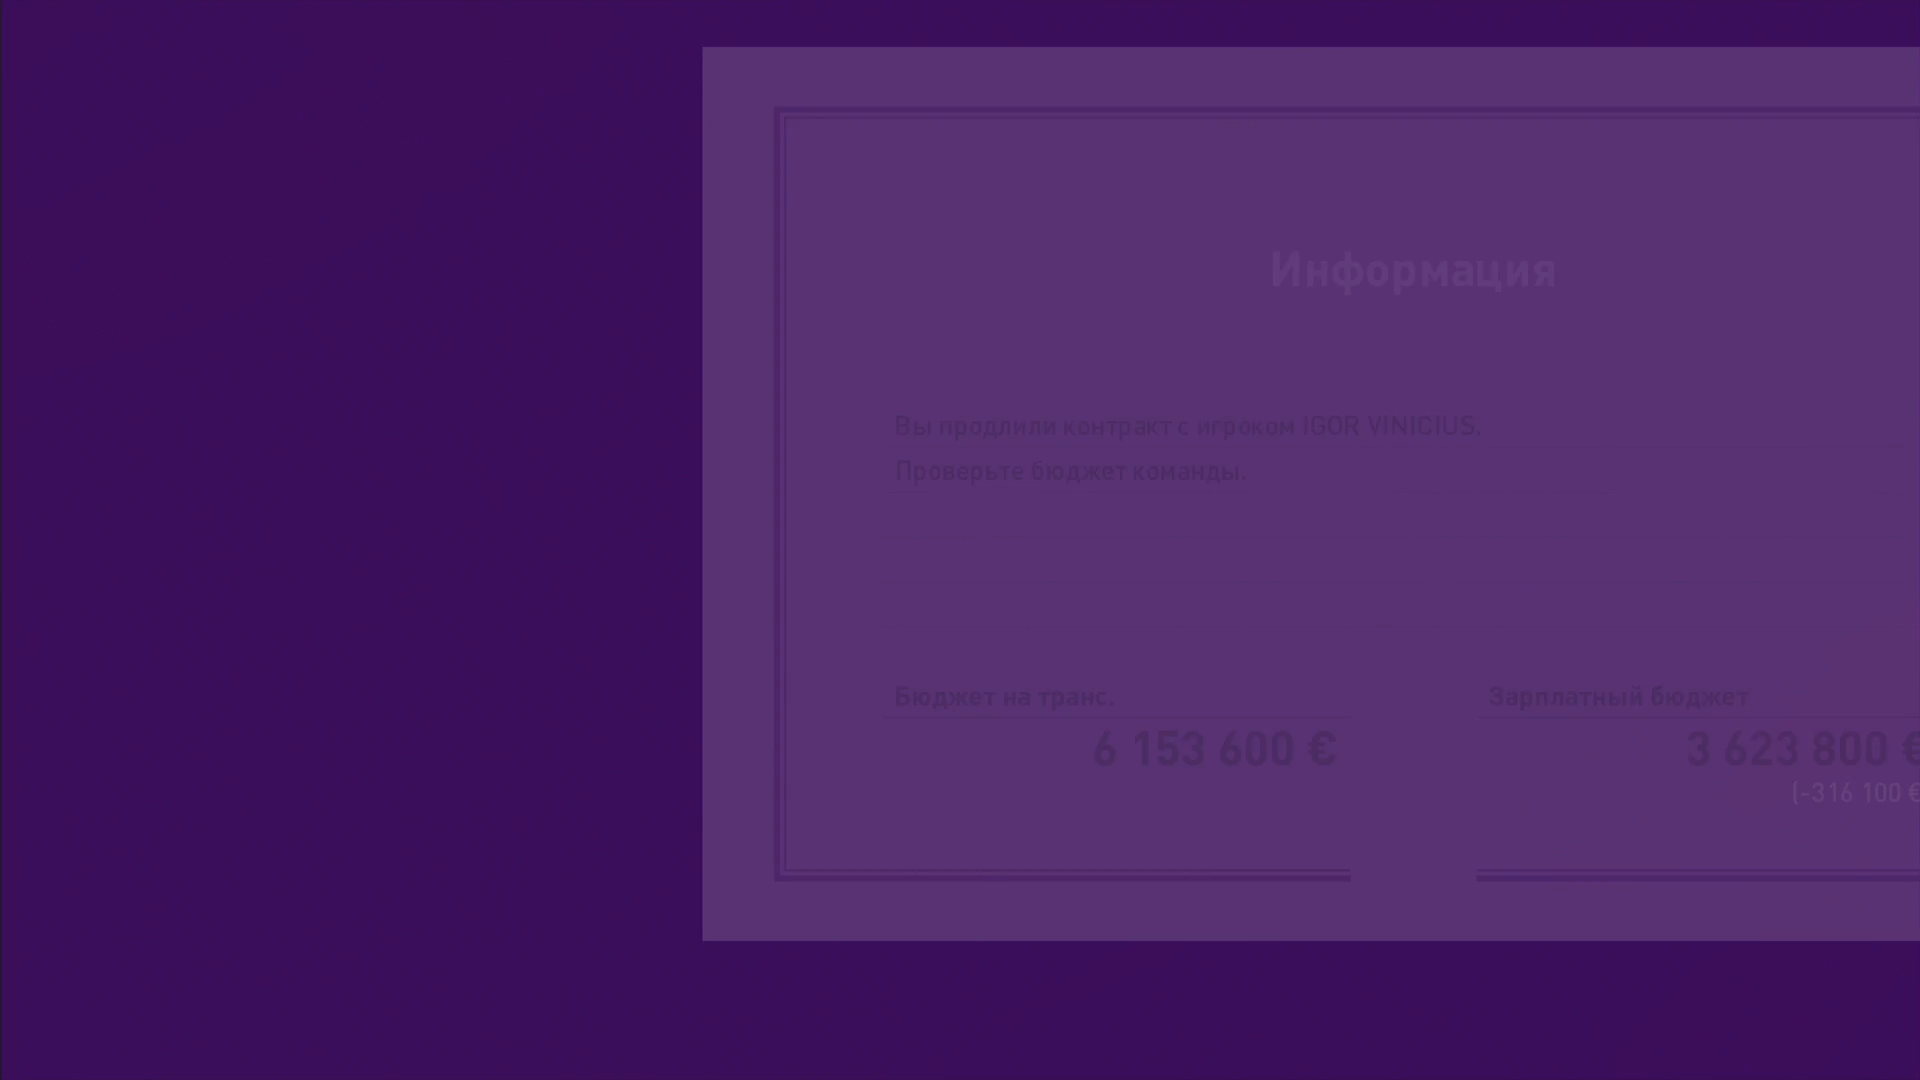 Информация
Вы продлили контракт с игроком IGOR VINICIUS.
Проверьте бюджет команды.
Бюджет на транс.
Зарплатный бюджет
6 153 600 €
3 623 800 €
(-316 100 €